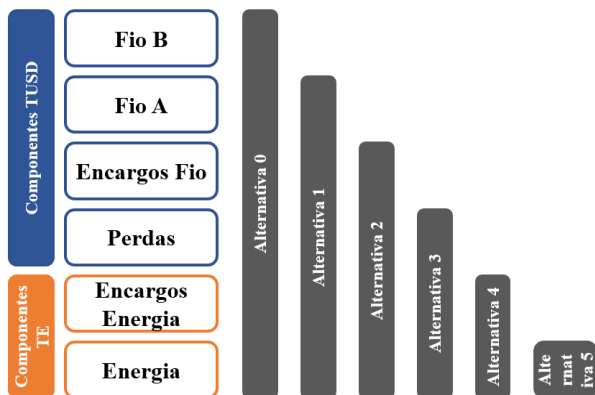 Componentes TUSD
Fio B
Fio A
Encargos Fio
Perdas
Componentes
TE
Encargos
Energia
Energia
Alternativa 0
Alternativa 1
Alternativa 2
Alternativa 3
Alternativa 4
Alte
rnat
iva 5